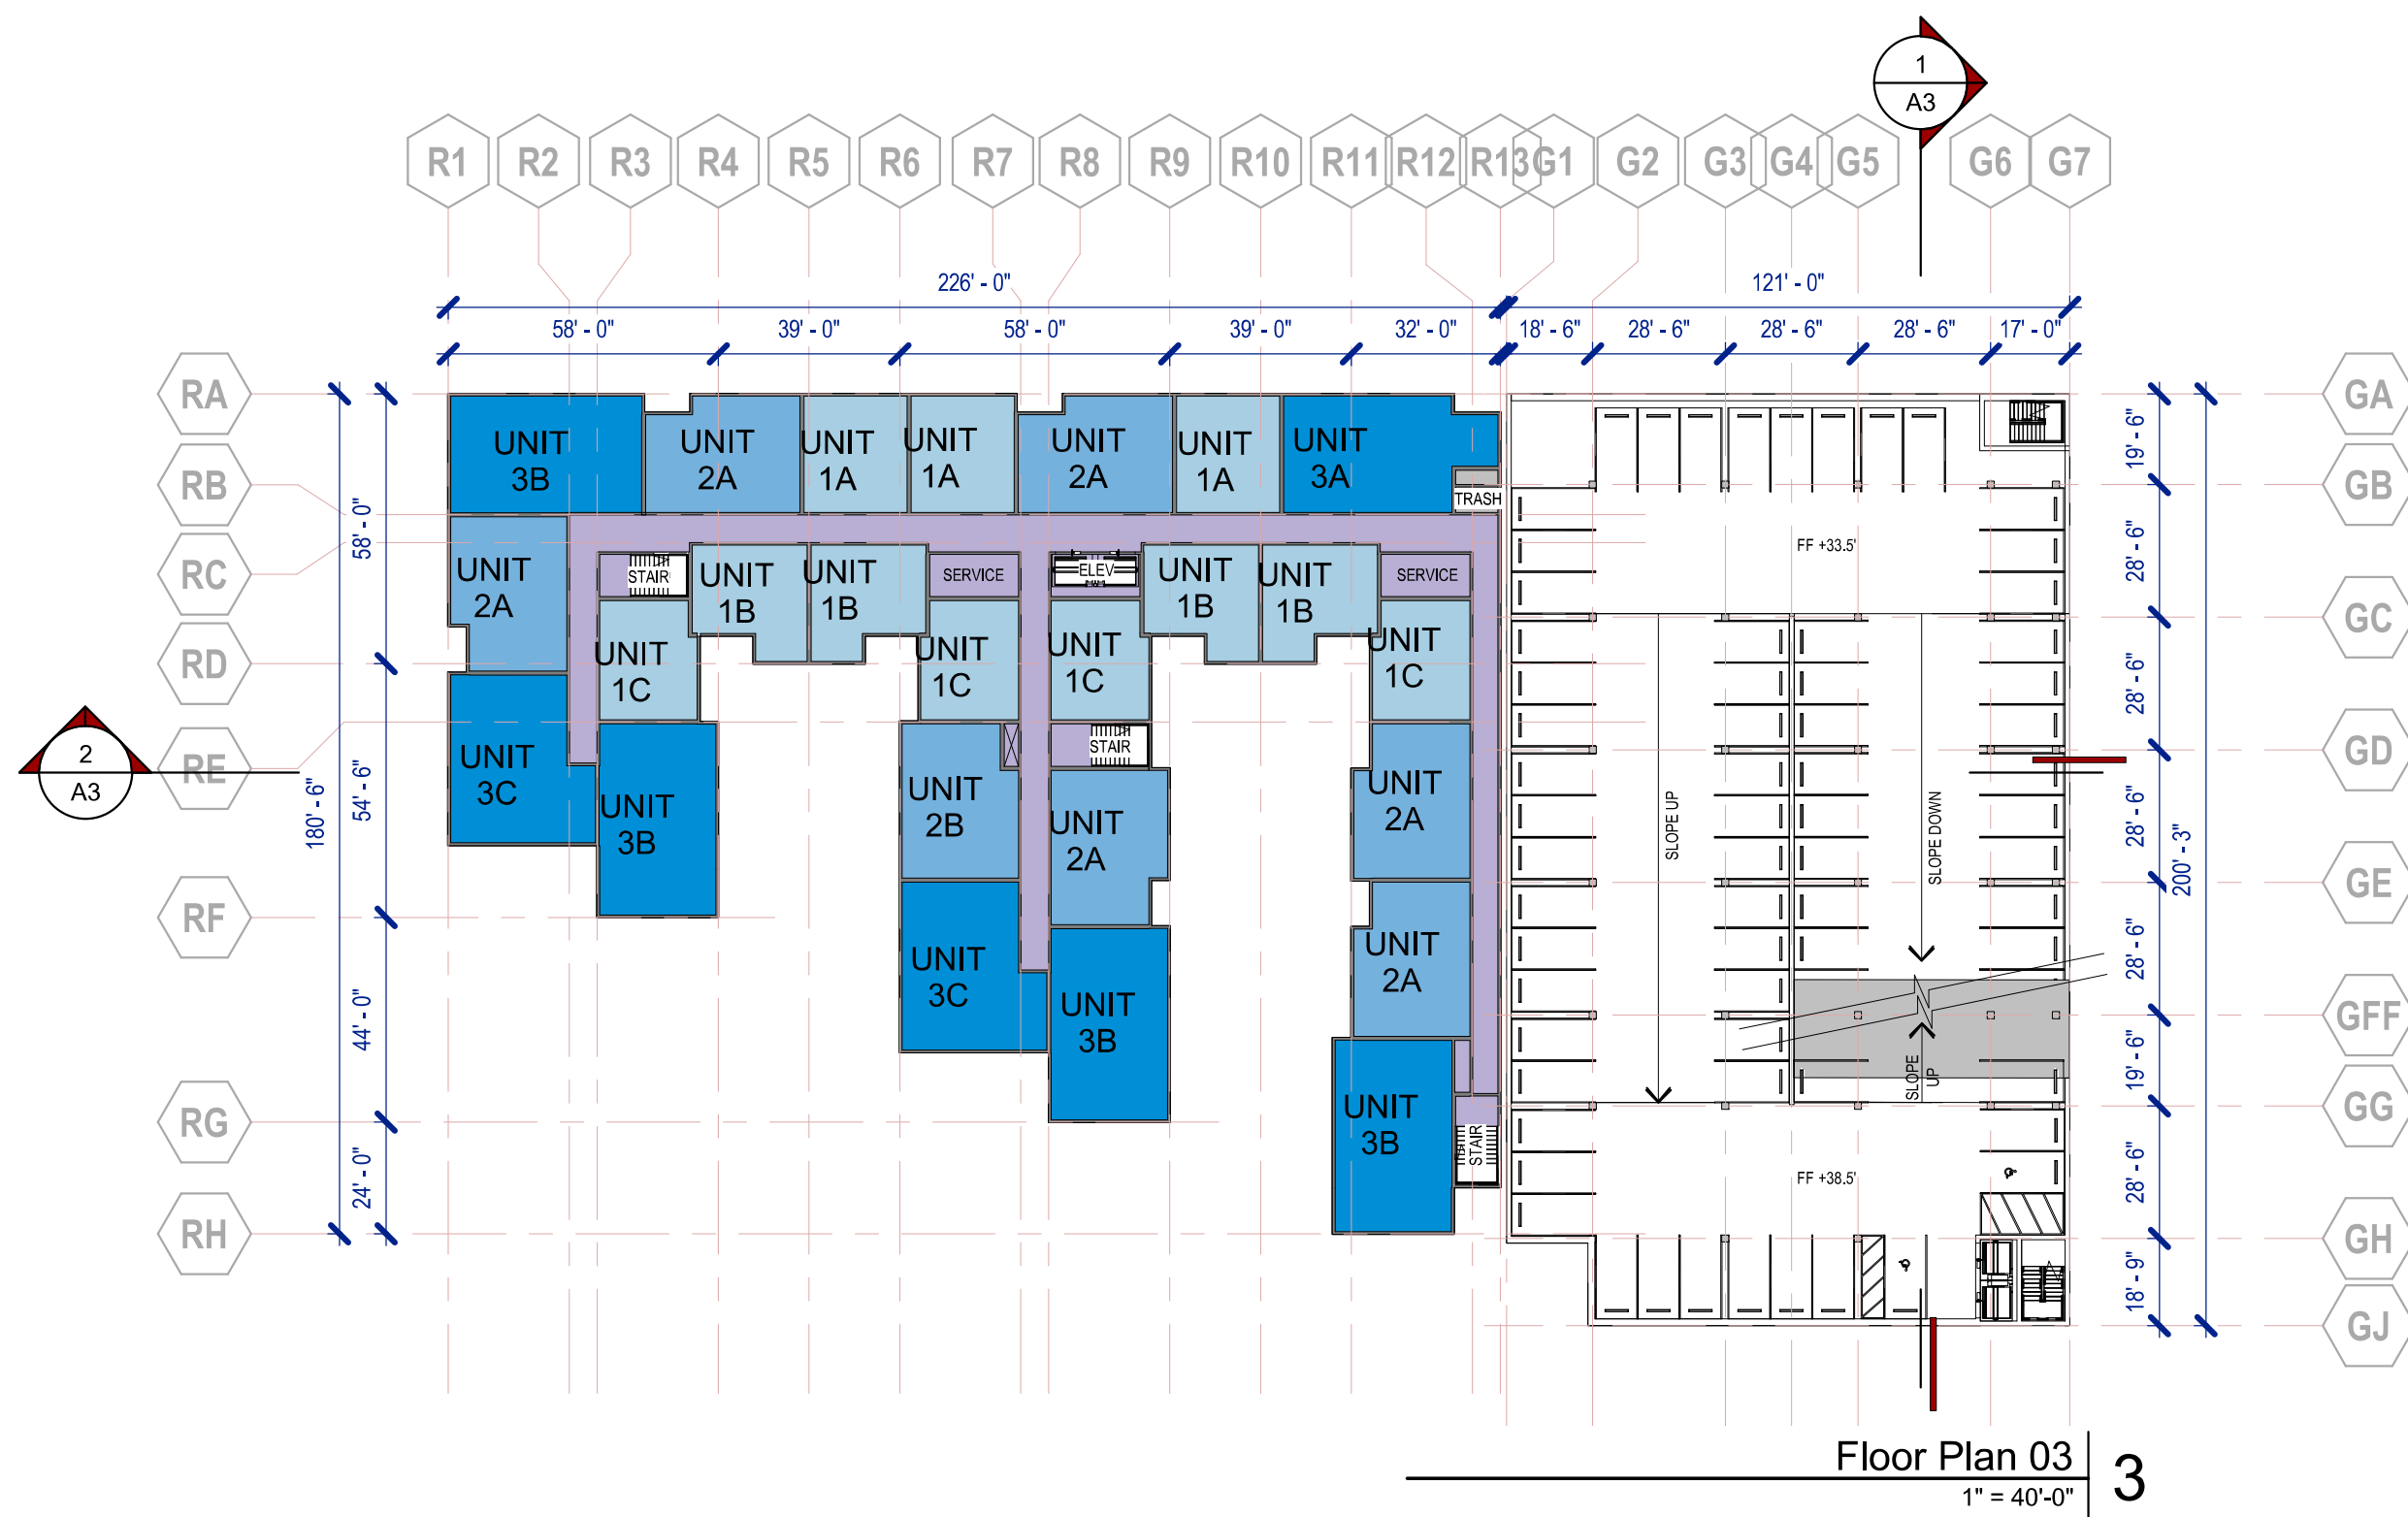 1
A3
R1 R2 R3 R4 R5 R6 R7 R8 R9 R10 R11 R12 R13 G1 G2 G3 G4 G5 G6 G7
226' - 0" 121' - 0"
58' - 0" 39' - 0" 58' - 0" 39' - 0" 32' - 0" 18' - 6" 28' - 6" 28' - 6" 28' - 6" 17' - 0"
RA
RB
RC
RD
RE
RF
RG
RH
2
A3
180' - 6"
58' - 0"
54' - 6"
44' - 0"
24' - 0"
UNIT
3B
UNIT
2A
UNIT
1A
UNIT
1A
UNIT
2A
UNIT
1A
UNIT
3A
TRASH
UNIT
2A
STAIR
UNIT
1B
UNIT
1B
SERVICE
ELEV
UNIT
1B
UNIT
1B
SERVICE
UNIT
1C
UNIT
1C
UNIT
1C
UNIT
1C
UNIT
3C
UNIT
3B
UNIT
2B
STAIR
UNIT
2A
UNIT
2A
UNIT
3C
UNIT
3B
UNIT
2A
UNIT
3B
STAIR
FF +33.5'
SLOPE UP
SLOPE DOWN
SLOPE
UP
FF +38.5'
19' - 6"
28' - 6"
28' - 6"
28' - 6"
28' - 6"
19' - 6"
28' - 6"
18' - 9"
200' - 3"
GA
GB
GC
GD
GE
GFF
GG
GH
GJ
Floor Plan 03
1" = 40'-0"
3